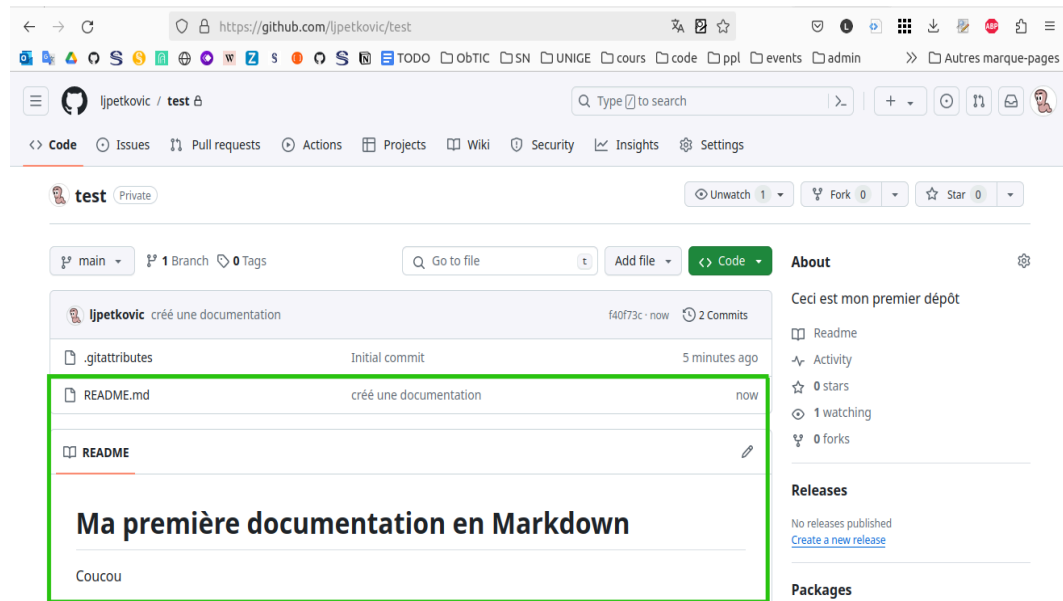 https://github.com/ljpetkovic/test
TODO ObTIC SN UNIGE cours code ppl events admin Autres marque-pages
ljpetkovic / test Type / to search
Code Issues Pull requests Actions Projects Wiki Security Insights Settings
test Private Unwatch 1 Fork 0 Star 0
main 1 Branch 0 Tags Go to file t Add file Code
About
Ceci est mon premier dépôt
ljpetkovic créé une documentation f40f73c · now 2 Commits
Readme
.gitattributes Initial commit 5 minutes ago
Activity
0 stars
README.md créé une documentation now
1 watching
0 forks
README
Releases
No releases published
Create a new release
Ma première documentation en Markdown
Coucou
Packages